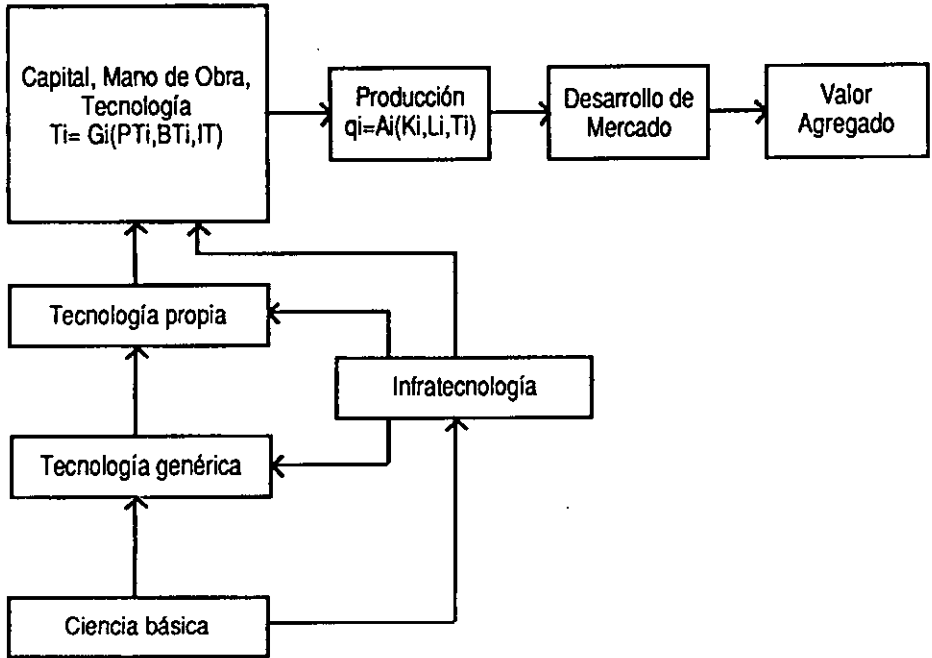 Capital, Mano de Obra,
Tecnología
Ti= Gi(PTi,BTi,IT)
Producción
qi=Ai(Ki,Li,Ti)
Desarrollo de
Mercado
Valor
Agregado
Tecnología propia
Infratecnología
Tecnología genérica
Ciencia básica